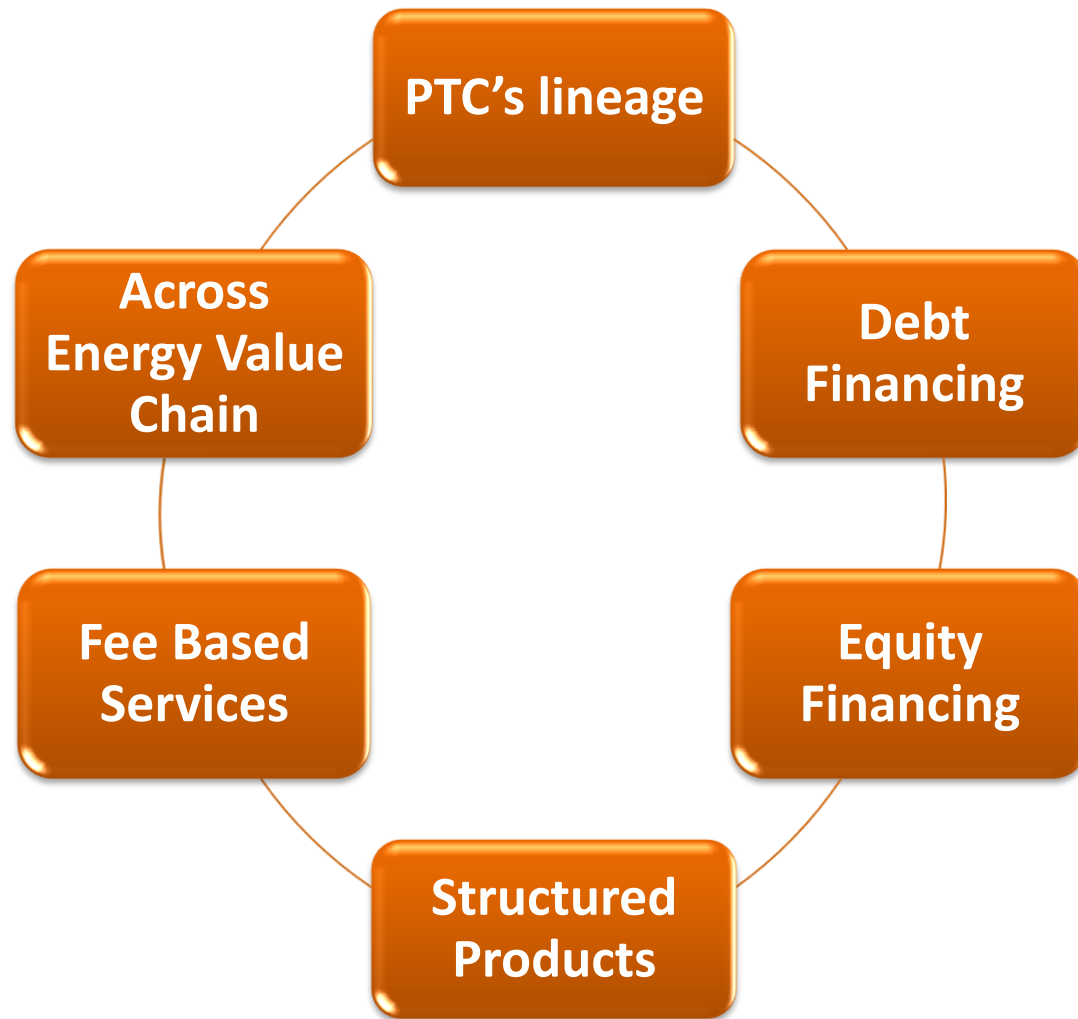 PTC’s lineage
Debt
Financing
Equity
Financing
Structured
Products
Fee Based
Services
Across
Energy Value
Chain